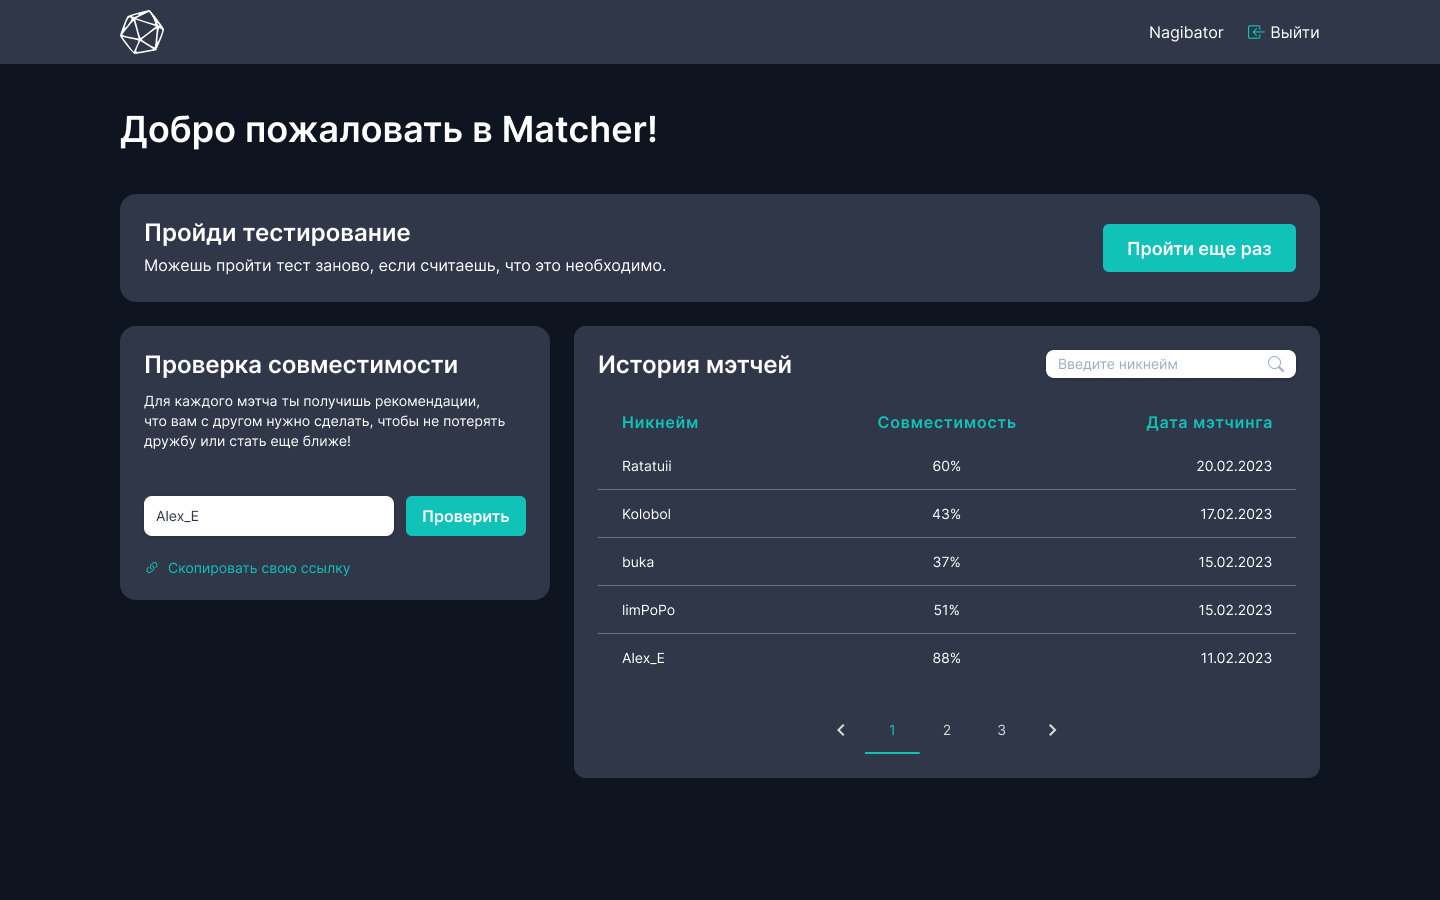 Nagibator
Выйти
Добро пожаловать в Matcher!
Пройди тестирование
Можешь пройти тест заново, если считаешь, что это необходимо.
Пройти еще раз
Проверка совместимости
Для каждого мэтча ты получишь рекомендации,
что вам с другом нужно сделать, чтобы не потерять
дружбу или стать еще ближе!
Alex_E
Проверить
Скопировать свою ссылку
История мэтчей
Введите никнейм
Никнейм Совместимость Дата мэтчинга
Ratatuii 60% 20.02.2023
Kolobol 43% 17.02.2023
buka 37% 15.02.2023
limPoPo 51% 15.02.2023
Alex_E 88% 11.02.2023
1 2 3